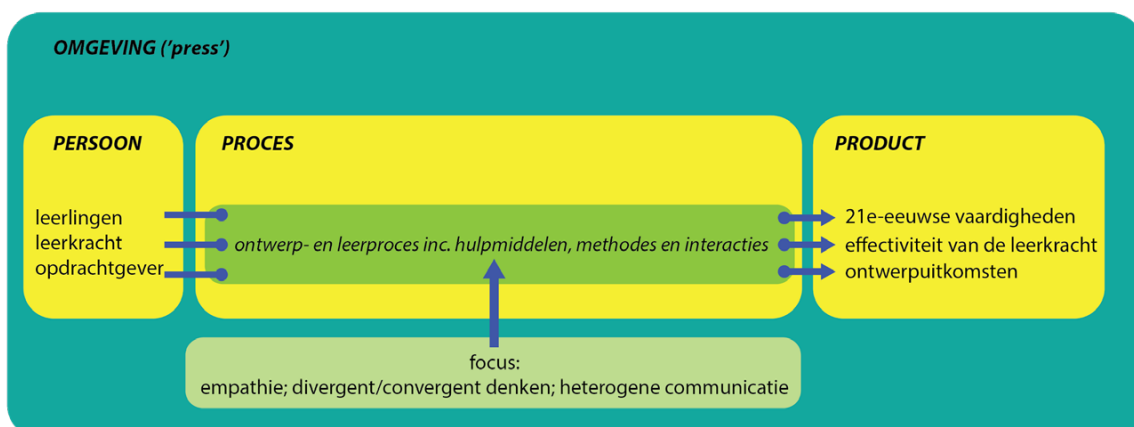 OMGEVING ('press')
PERSOON
leerlingen
leerkracht
opdrachtgever
PROCES
ontwerp- en leerproces inc. hulpmiddelen, methodes en interacties
focus:
empathie; divergent/convergent denken; heterogene communicatie
PRODUCT
21e-eeuwse vaardigheden
effectiviteit van de leerkracht
ontwerpuitkomsten